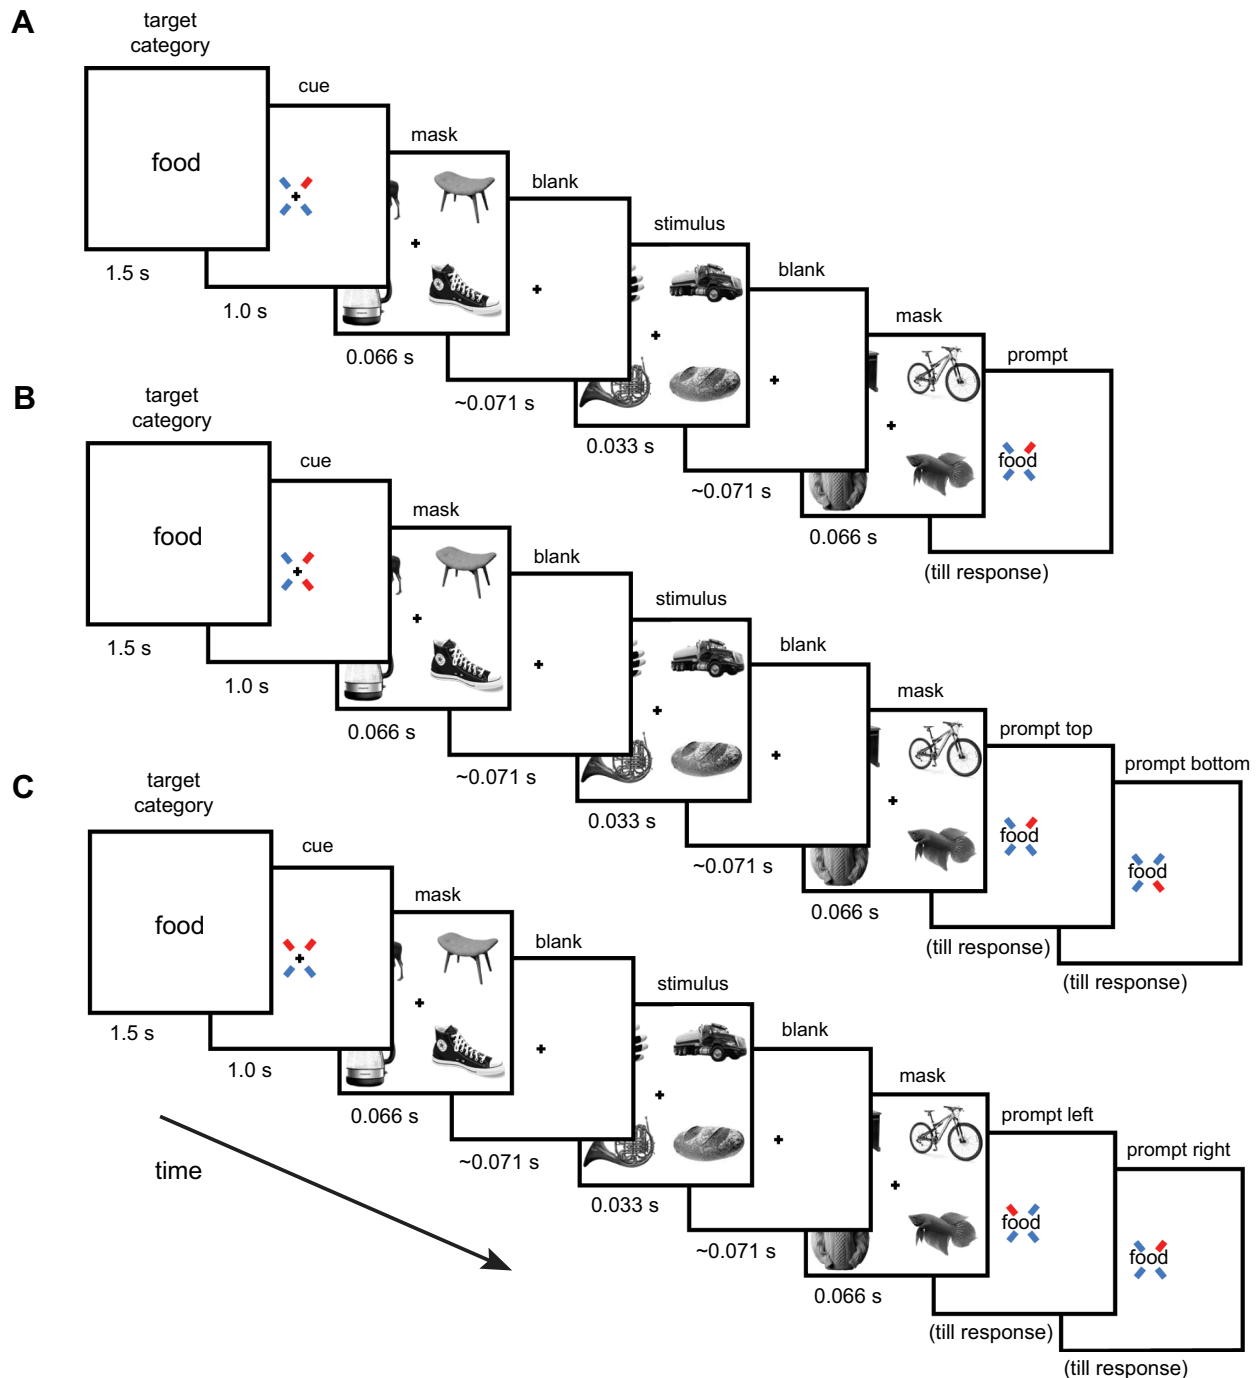 A
target
category
food
1.5 s
cue
1.0 s
mask
0.066 s
blank
~0.071 s
stimulus
0.033 s
blank
~0.071 s
mask
0.066 s
prompt
food
(till response)
B
target
category
food
1.5 s
cue
1.0 s
mask
0.066 s
blank
~0.071 s
stimulus
0.033 s
blank
~0.071 s
mask
0.066 s
prompt top
food
(till response)
prompt bottom
food
(till response)
C
target
category
food
1.5 s
cue
1.0 s
mask
0.066 s
blank
~0.071 s
stimulus
0.033 s
blank
~0.071 s
mask
0.066 s
prompt left
food
(till response)
prompt right
food
(till response)
time